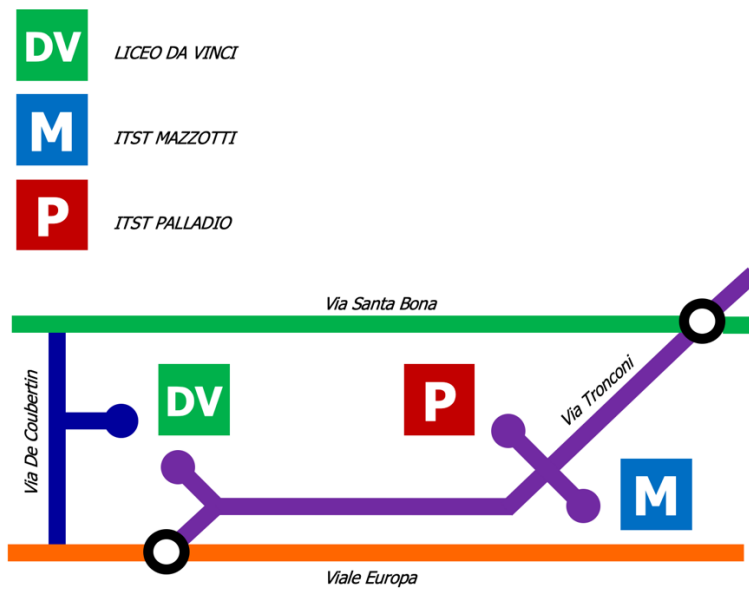 DV LICEO DA VINCI
M ITST MAZZOTTI
P ITST PALLADIO
Via Santa Bona
Via De Coubertin
DV
P
Via Tronconi
M
Viale Europa